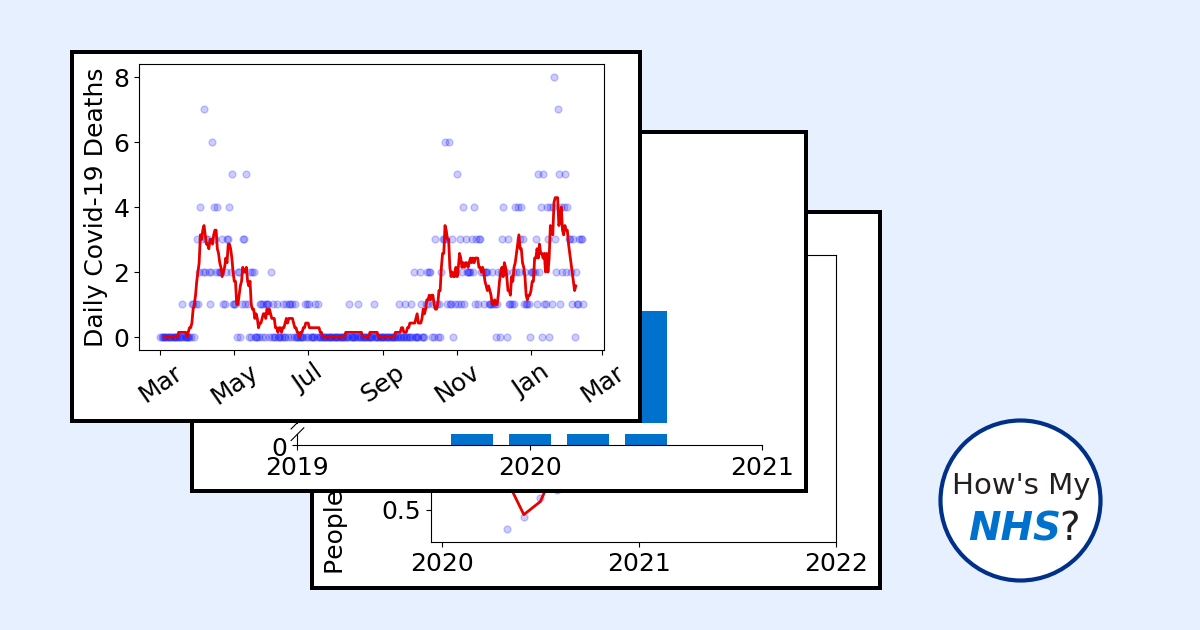 Daily Covid-19 Deaths
8
6
4
2
0
Mar May Jul Sep Nov Jan Mar
0
2019 2020 2021
People
0.5
2020 2021 2022
How's My
NHS?